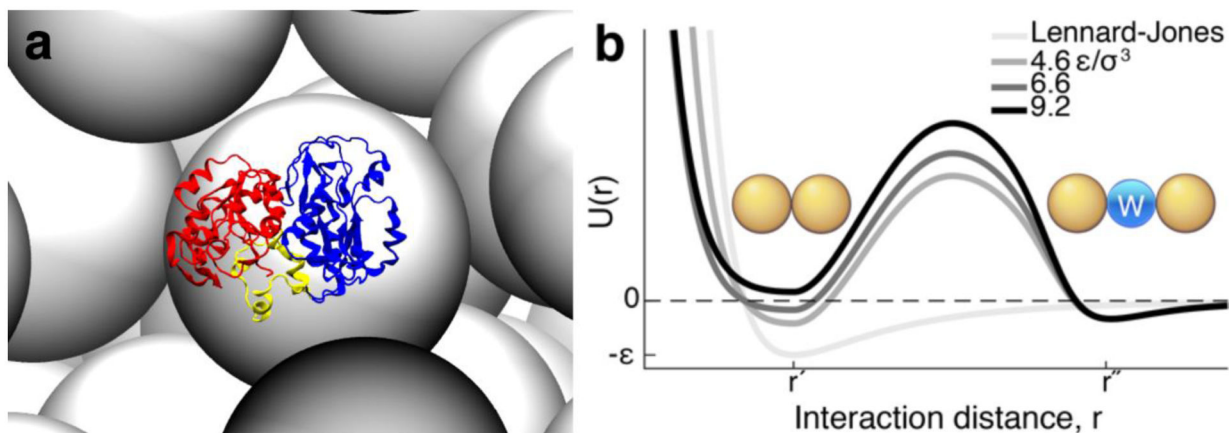 a
b
Lennard-Jones
4.6 ε/σ³
6.6
9.2
U(r)
0
-ε
W
r′
r″
Interaction distance, r